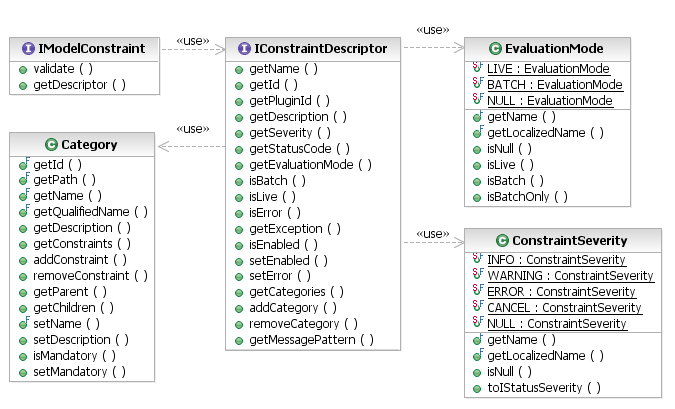 «use»
I IModelConstraint
validate ( )
getDescriptor ( )
I IConstraintDescriptor
getName ( )
getId ( )
getPluginId ( )
getDescription ( )
getSeverity ( )
getStatusCode ( )
getEvaluationMode ( )
isBatch ( )
isLive ( )
isError ( )
getException ( )
isEnabled ( )
setEnabled ( )
setError ( )
getCategories ( )
addCategory ( )
removeCategory ( )
getMessagePattern ( )
«use»
C EvaluationMode
S F LIVE : EvaluationMode
S F BATCH : EvaluationMode
S F NULL : EvaluationMode
F getName ( )
F getLocalizedName ( )
isNull ( )
isLive ( )
isBatch ( )
isBatchOnly ( )
«use»
C Category
F getId ( )
F getPath ( )
F getName ( )
F getQualifiedName ( )
getDescription ( )
getConstraints ( )
addConstraint ( )
removeConstraint ( )
getParent ( )
getChildren ( )
F setName ( )
setDescription ( )
isMandatory ( )
setMandatory ( )
«use»
C ConstraintSeverity
S F INFO : ConstraintSeverity
S F WARNING : ConstraintSeverity
S F ERROR : ConstraintSeverity
S F CANCEL : ConstraintSeverity
S F NULL : ConstraintSeverity
F getName ( )
F getLocalizedName ( )
isNull ( )
toIStatusSeverity ( )